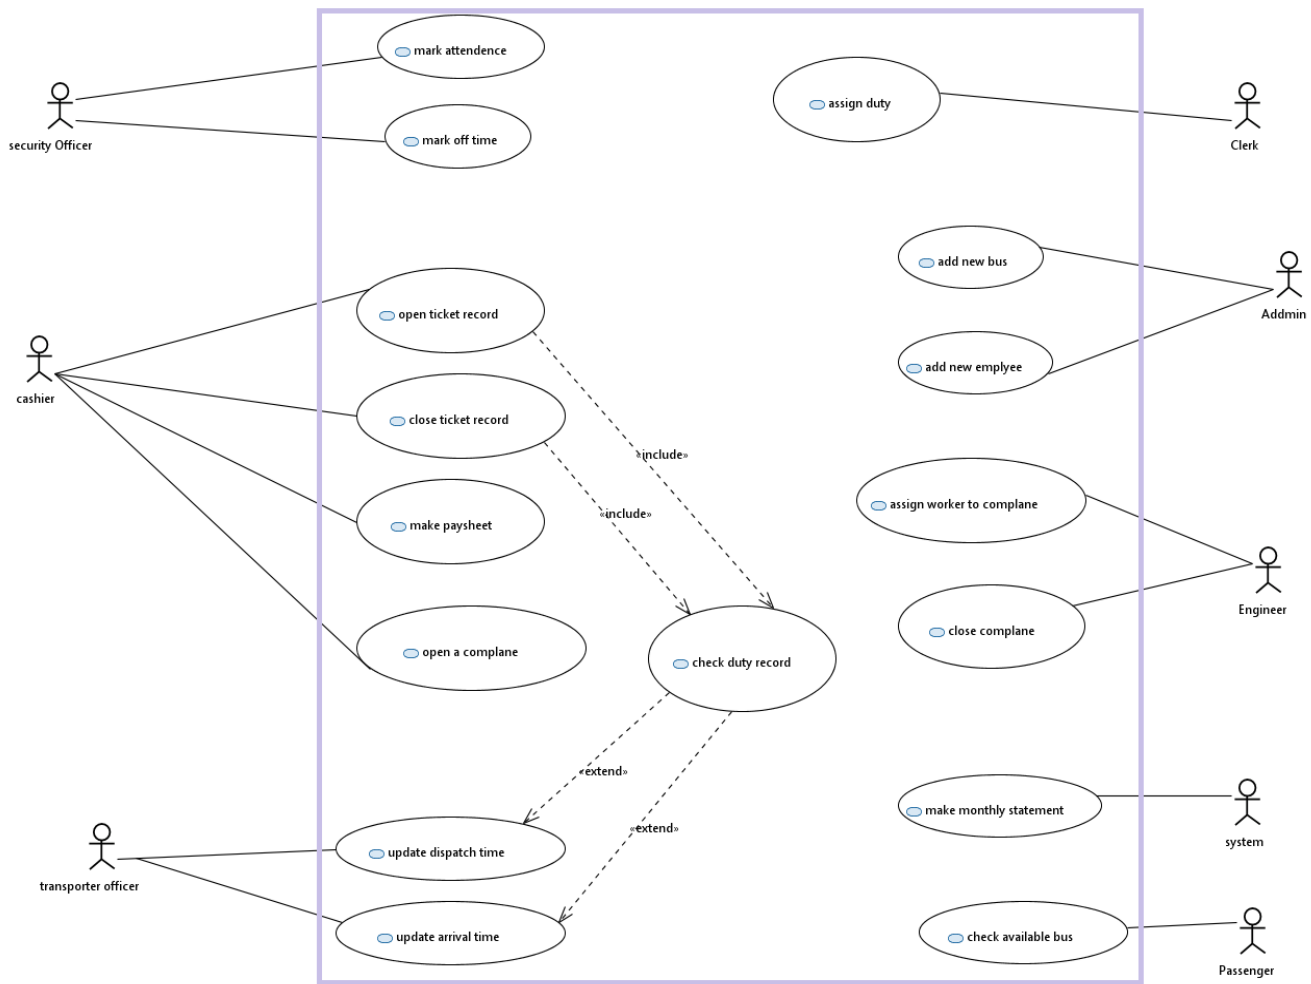 mark attendence
assign duty
mark off time
security Officer
Clerk
add new bus
open ticket record
Addmin
add new emplyee
cashier
close ticket record
«include»
assign worker to complane
«include»
make paysheet
Engineer
close complane
open a complane
check duty record
«extend»
make monthly statement
«extend»
system
update dispatch time
transporter officer
update arrival time
check available bus
Passenger